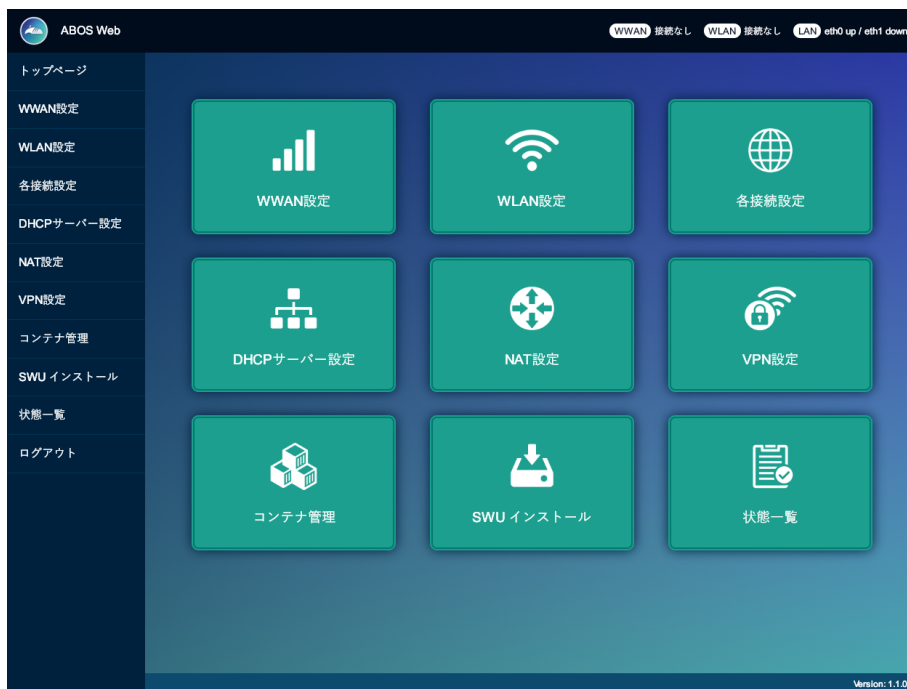 ABOS Web
WWAN 接続なし WLAN 接続なし LAN eth0 up / eth1 down
トップページ
WWAN設定
WLAN設定
各接続設定
DHCPサーバー設定
NAT設定
VPN設定
コンテナ管理
SWU インストール
状態一覧
ログアウト
WWAN設定
WLAN設定
各接続設定
DHCPサーバー設定
NAT設定
VPN設定
コンテナ管理
SWU インストール
状態一覧
Version: 1.1.0